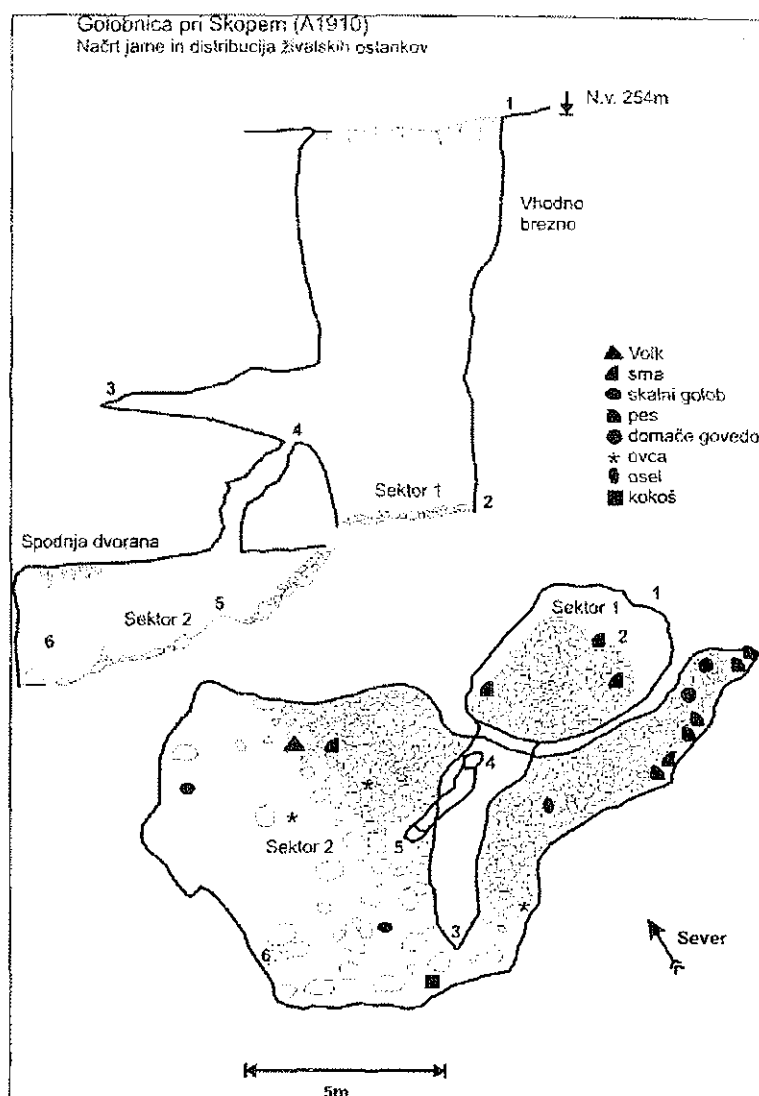 Golobnica pri Skopem (A1910)
Načrt jame in distribucija živalskih ostankov
1
N.v. 254m
Vhodno
brezno
3
4
Volk
srna
skalni golob
pes
domače govedo
ovca
osel
kokoš
Sektor 1
2
Spodnja dvorana
Sektor 2
5
6
Sektor 1
1
2
4
Sektor 2
5
3
6
Sever
5m